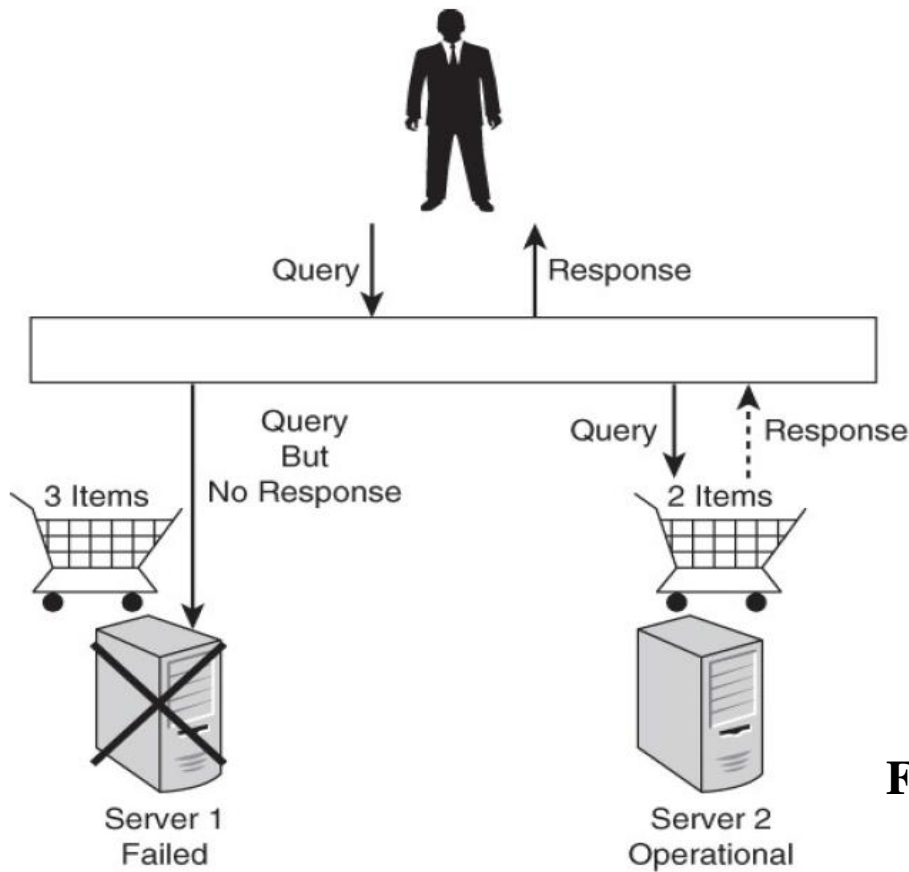 Query
Response
Query
But
No Response
Query
Response
3 Items
2 Items
Server 1
Failed
Server 2
Operational
F